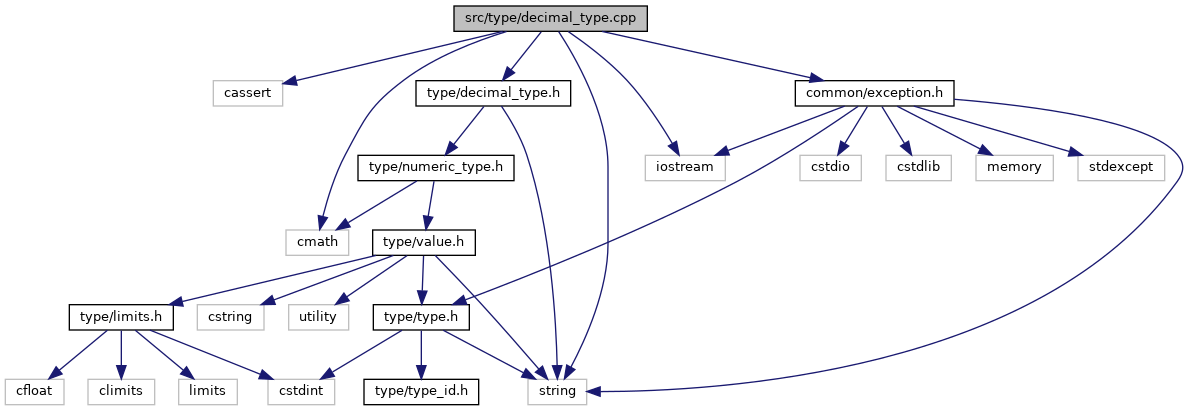 src/type/decimal_type.cpp
cassert
type/decimal_type.h
common/exception.h
type/numeric_type.h
iostream
cstdio
cstdlib
memory
stdexcept
cmath
type/value.h
type/limits.h
cstring
utility
type/type.h
cfloat
climits
limits
cstdint
type/type_id.h
string